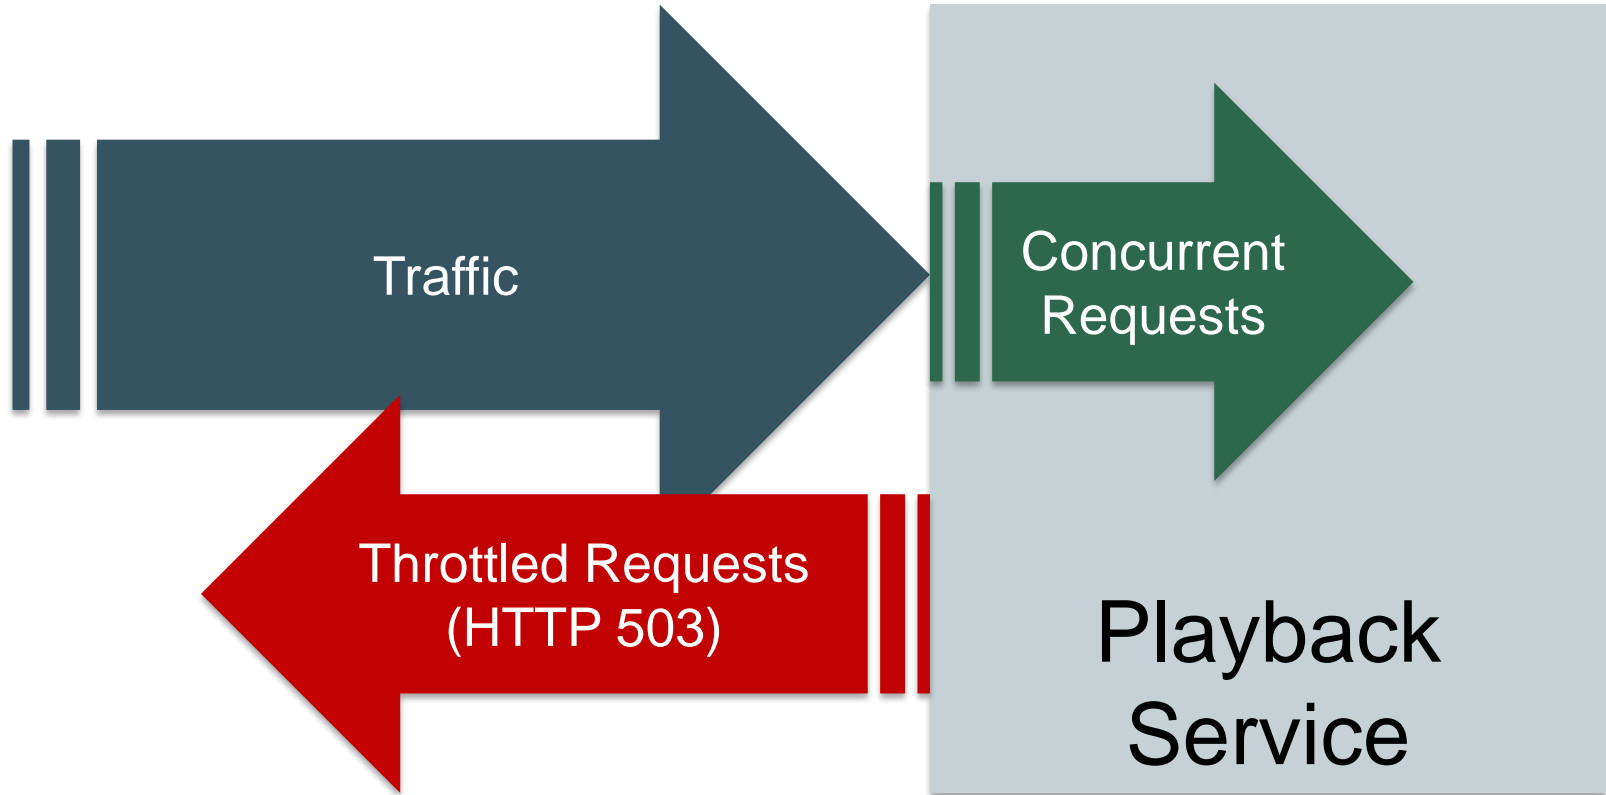 Traffic
Concurrent
Requests
Throttled Requests
(HTTP 503)
Playback
Service